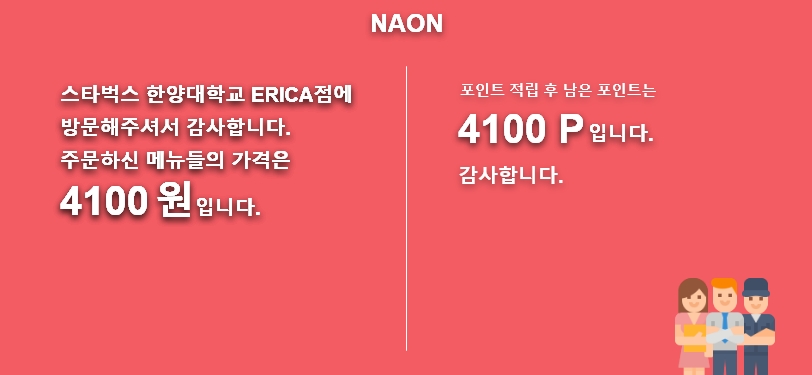 NAON
스타벅스 한양대학교 ERICA점에
방문해주셔서 감사합니다.
주문하신 메뉴들의 가격은
4100 원 입니다.
포인트 적립 후 남은 포인트는
4100 P 입니다.
감사합니다.